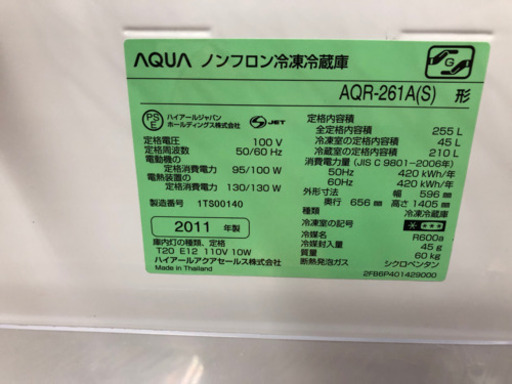 AQUA ノンフロン冷凍冷蔵庫
AQR-261A(S) 形
G
PS
E
ハイアールジャパン
ホールディングス株式会社
JET
定格電圧 100 V
定格周波数 50/60 Hz
電動機の
定格消費電力 95/100 W
電熱装置の
定格消費電力 130/130 W
製造番号 1TS00140
2011 年製
庫内灯の種類、定格
T20 E12 110V 10W
ハイアールアクアセールス株式会社
Made in Thailand
定格内容積
全定格内容積 255 L
冷凍室の定格内容積 45 L
冷蔵室の定格内容積 210 L
消費電力量 (JIS C 9801-2006年)
50Hz 420 kWh/年
60Hz 420 kWh/年
外形寸法 幅 596 mm
奥行 656 mm 高さ 1405 mm
種類 冷凍冷蔵庫
冷凍室の記号
冷媒名 R600a
冷媒封入量 45 g
質量 60 kg
断熱発泡ガス シクロペンタン
2FB6P401429000